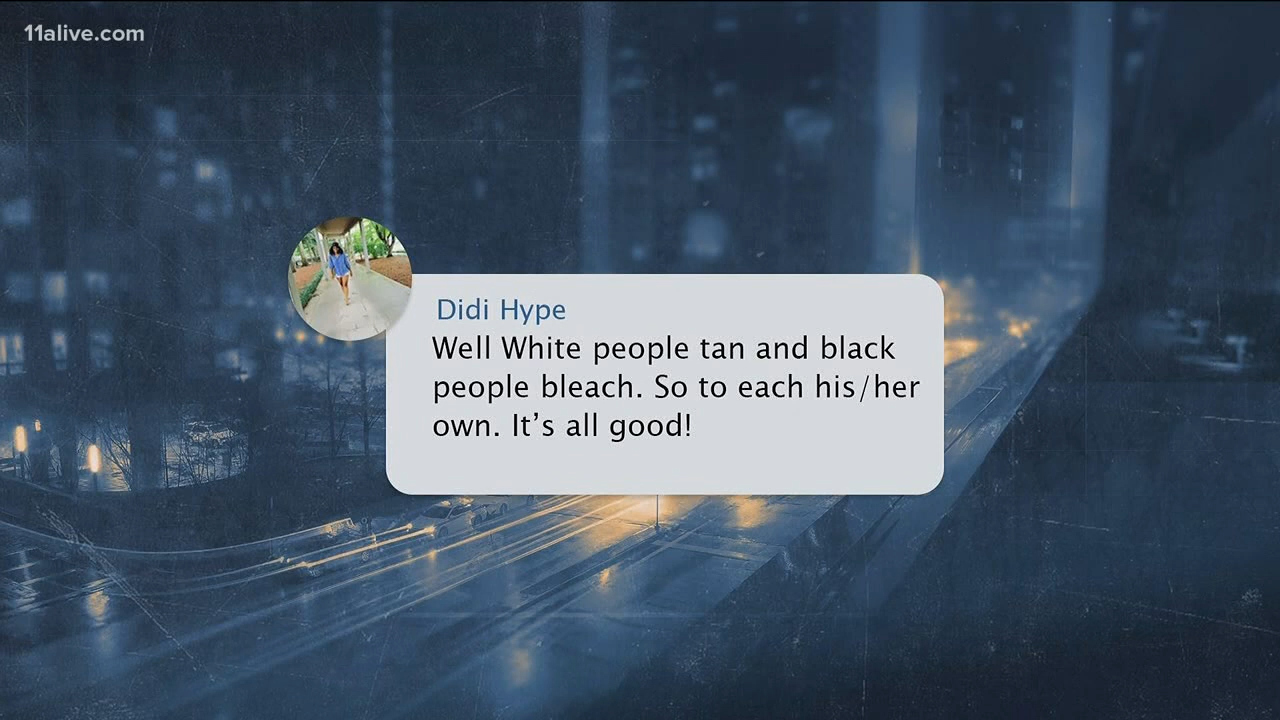 11alive.com
Didi Hype
Well White people tan and black
people bleach. So to each his/her
own. It’s all good!